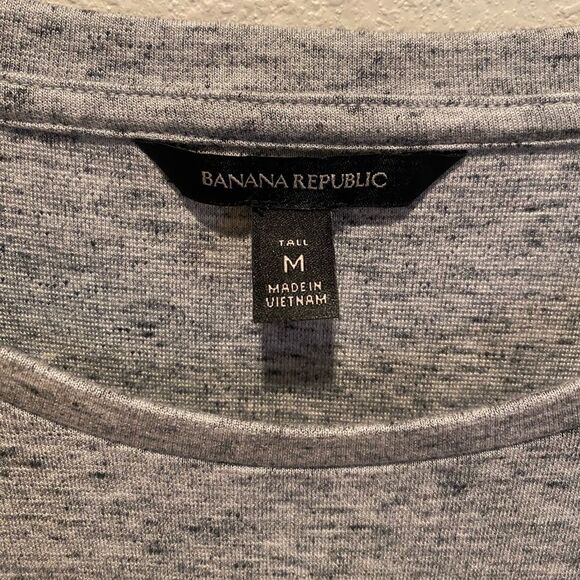 BANANA REPUBLIC
TALL
M
MADE IN
VIETNAM